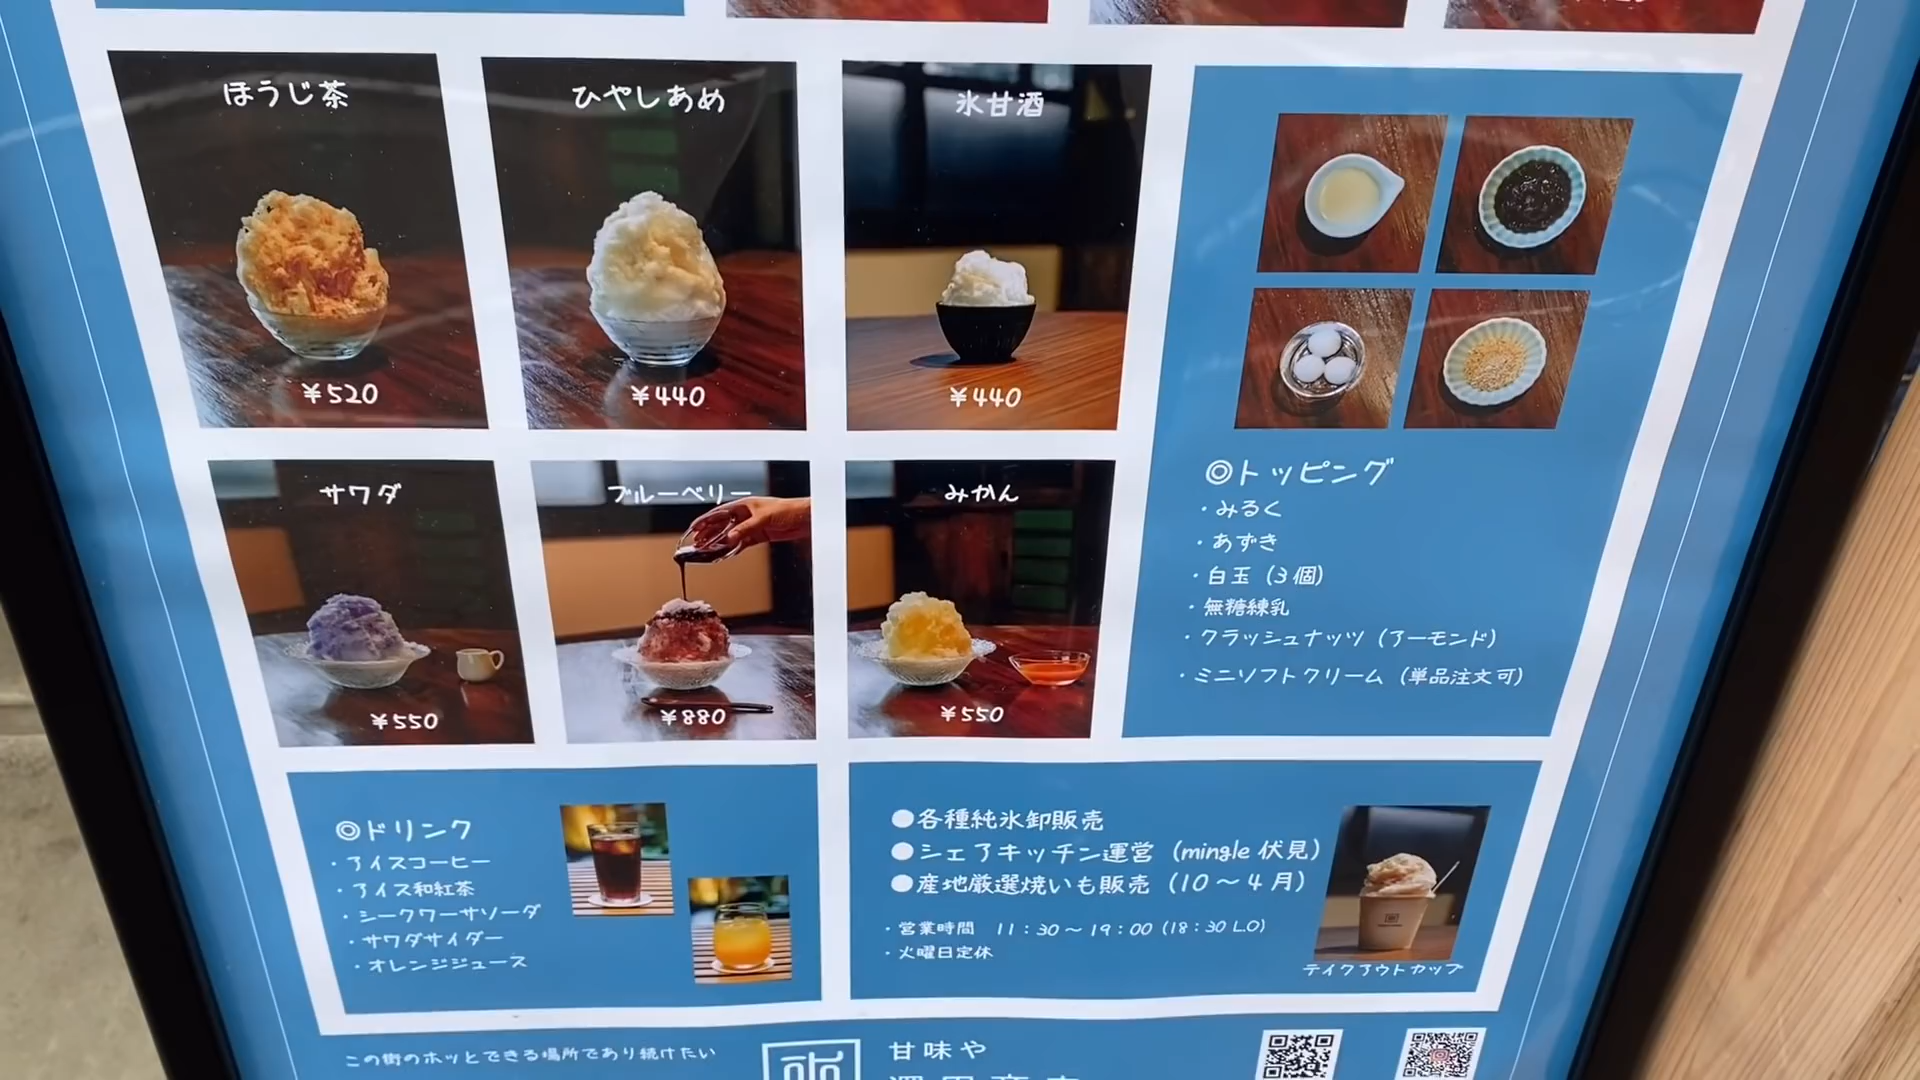 ほうじ茶
¥520
ひやしあめ
¥440
氷甘酒
¥440
サワダ
¥550
ブルーベリー
¥880
みかん
¥550
◎トッピング
・みるく
・あずき
・白玉（3個）
・無糖練乳
・クラッシュナッツ（アーモンド）
・ミニソフトクリーム（単品注文可）
◎ドリンク
・アイスコーヒー
・アイス和紅茶
・シークワーサソーダ
・サワダサイダー
・オレンジジュース
●各種純氷卸販売
●シェアキッチン運営（mingle 伏見）
●産地厳選焼いも販売（10～4月）
・営業時間 11：30～19：00（18：30 L.O）
・火曜日定休
テイクアウトカップ
この街のホッとできる場所であり続けたい
甘味や